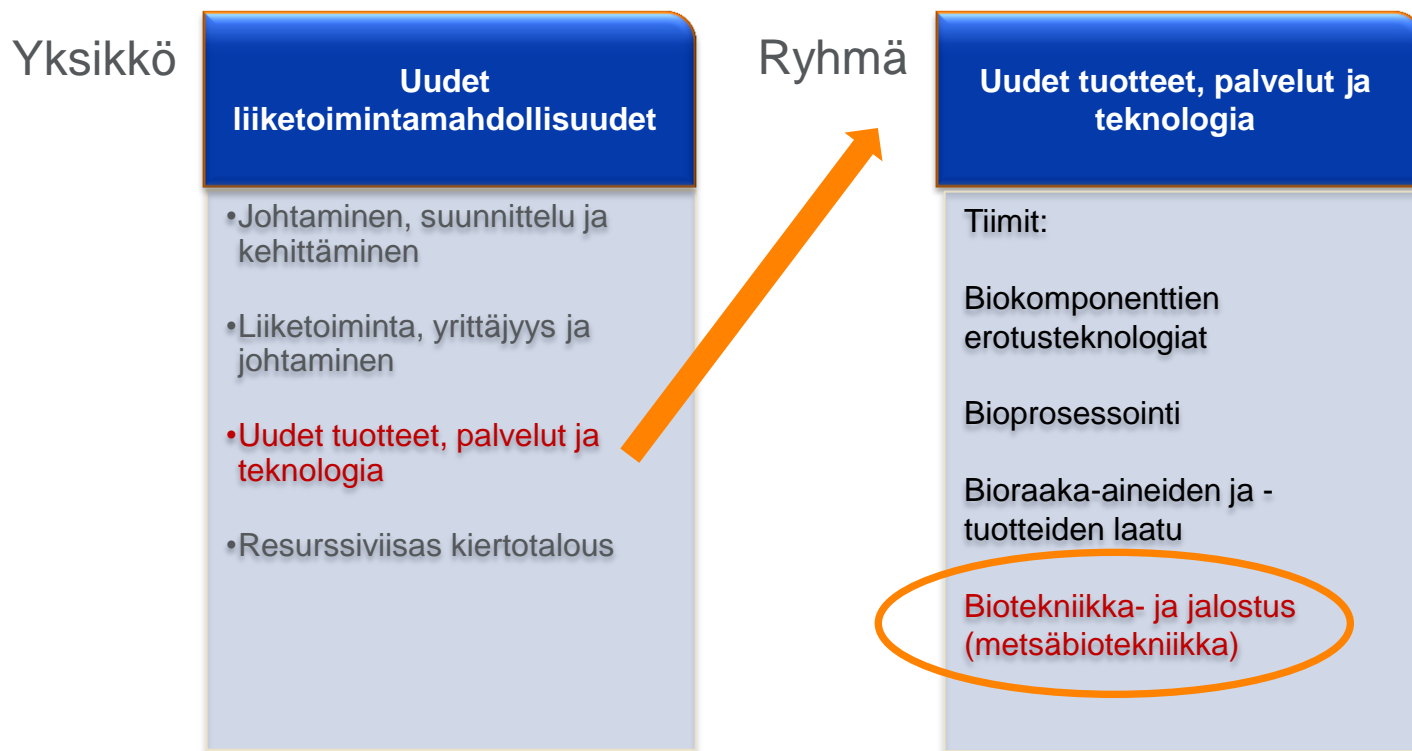 Yksikkö
Uudet
liiketoimintamahdollisuudet
•Johtaminen, suunnittelu ja
kehittäminen
•Liiketoiminta, yrittäjyys ja
johtaminen
•Uudet tuotteet, palvelut ja
teknologia
•Resurssiviisas kiertotalous
Ryhmä
Uudet tuotteet, palvelut ja
teknologia
Tiimit:
Biokomponenttien
erotusteknologiat
Bioprosessointi
Bioraaka-aineiden ja -
tuotteiden laatu
Biotekniikka- ja jalostus
(metsäbiotekniikka)